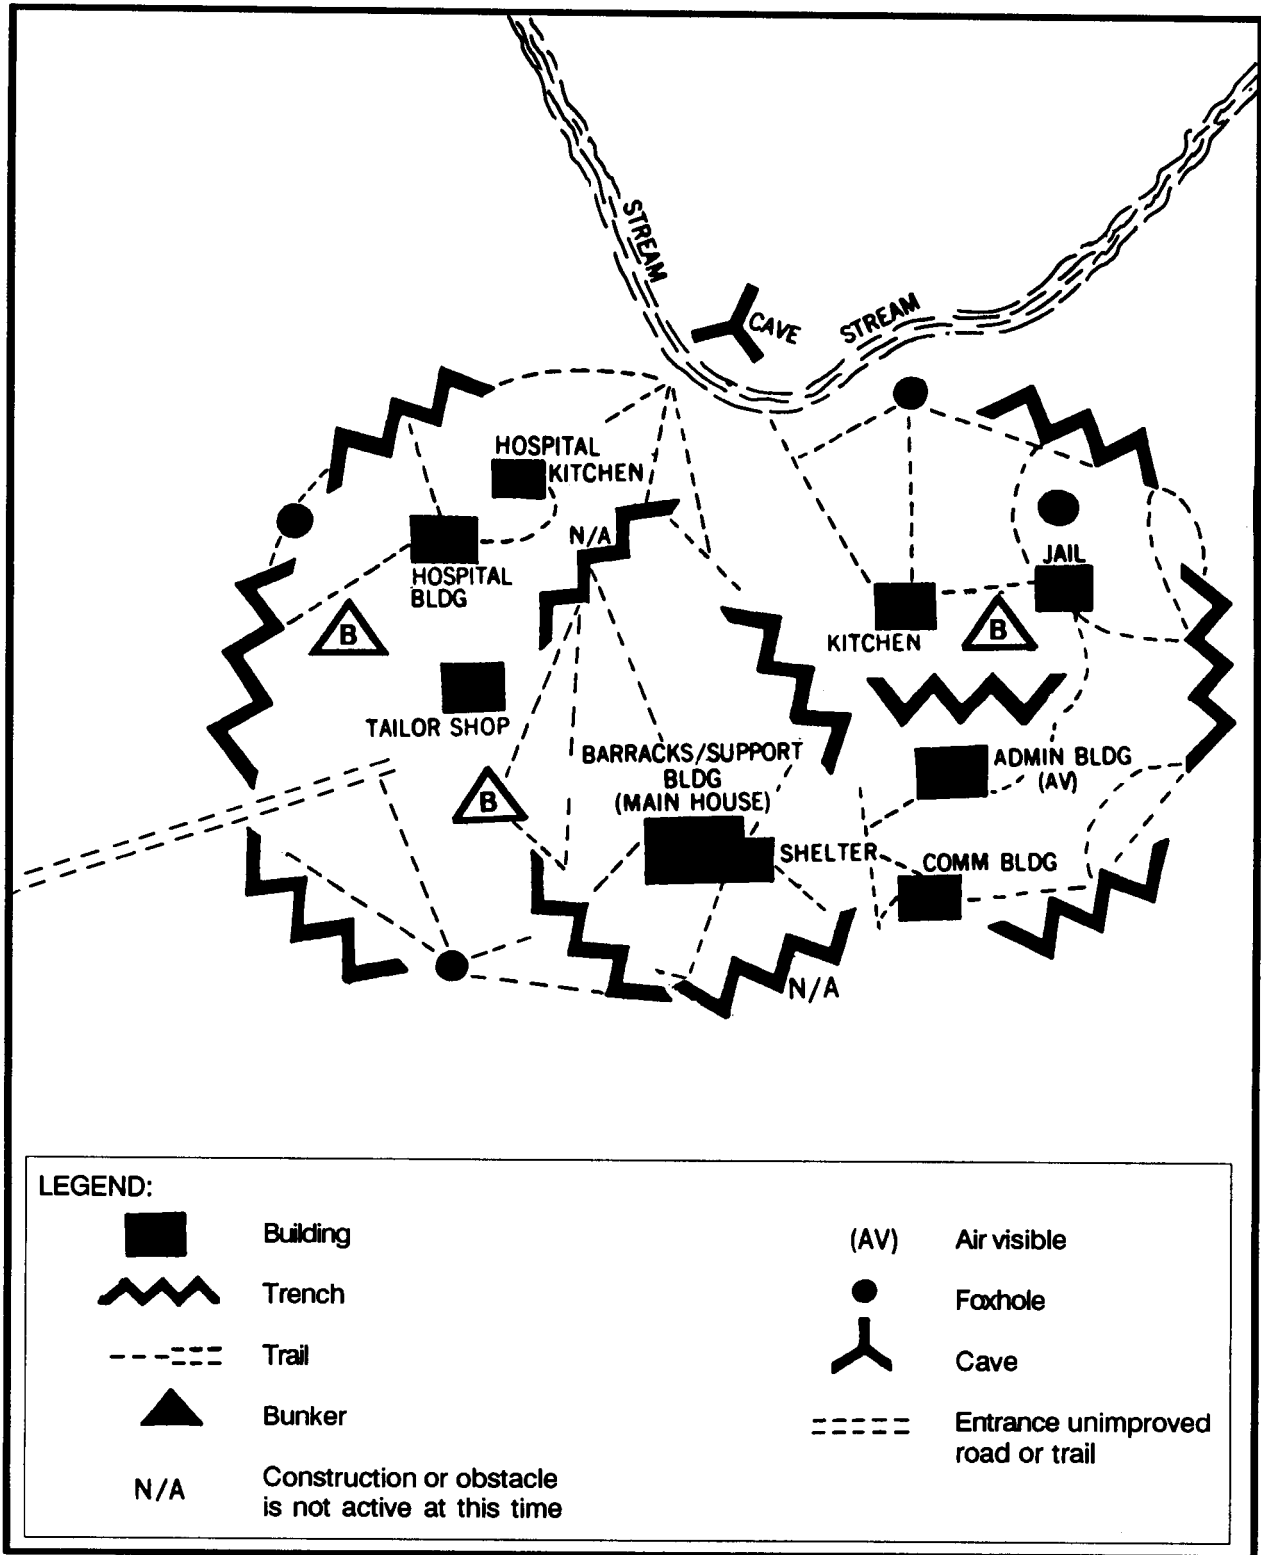 STREAM
CAVE
STREAM
HOSPITAL
KITCHEN
N/A
HOSPITAL
BLDG
JAIL
B
B
KITCHEN
TAILOR SHOP
BARRACKS/SUPPORT
BLDG
(MAIN HOUSE)
ADMIN BLDG
(AV)
B
SHELTER
COMM BLDG
N/A
LEGEND:
Building
Trench
Trail
Bunker
N/A Construction or obstacle
is not active at this time
(AV) Air visible
Foxhole
Cave
Entrance unimproved
road or trail